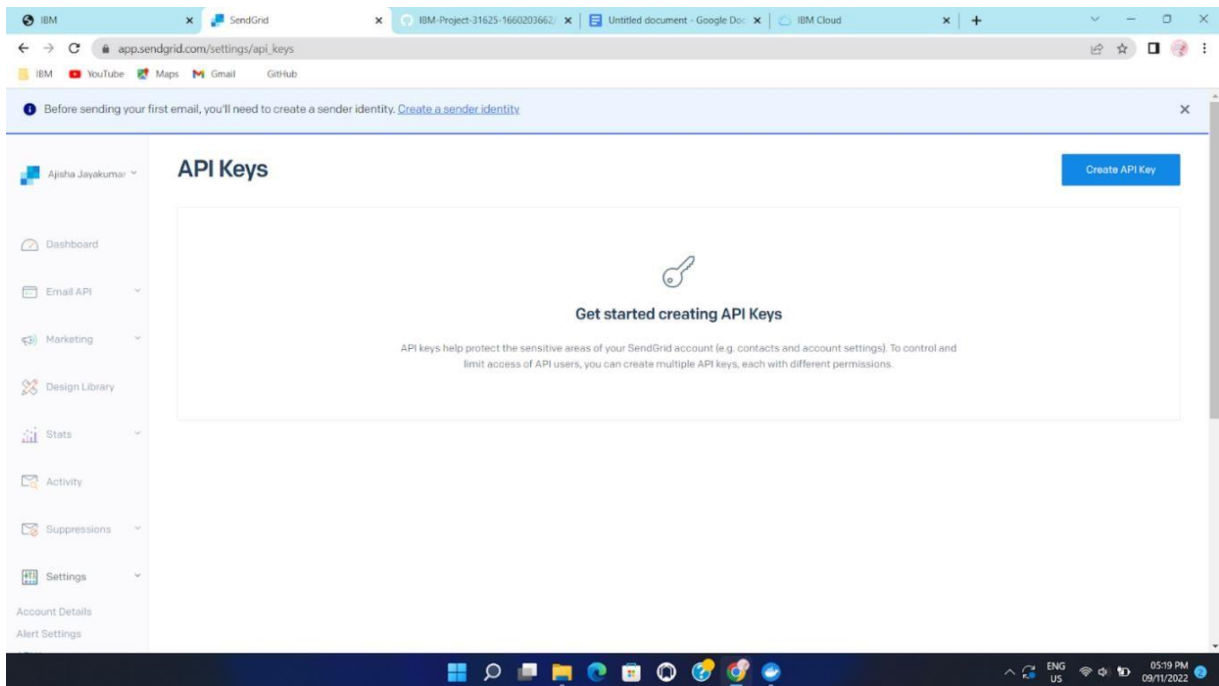 IBM
SendGrid
IBM-Project-31625-1660203662/
Untitled document - Google Doc
IBM Cloud
app.sendgrid.com/settings/api_keys
IBM YouTube Maps Gmail GitHub
Before sending your first email, you'll need to create a sender identity. Create a sender identity
Ajisha Jayakumar
API Keys
Create API Key
Dashboard
Email API
Marketing
Design Library
Stats
Activity
Suppressions
Settings
Account Details
Alert Settings
Get started creating API Keys
API keys help protect the sensitive areas of your SendGrid account (e.g. contacts and account settings). To control and
limit access of API users, you can create multiple API keys, each with different permissions.
ENG
US
05:19 PM
09/11/2022